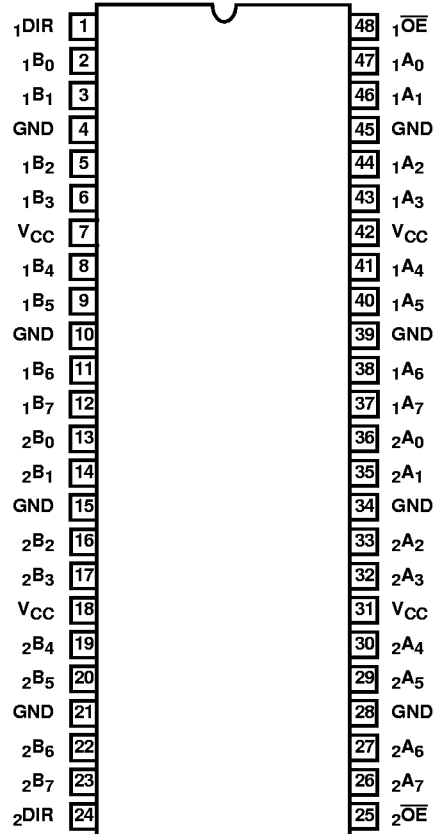 ₁DIR 1 48 ₁O̅E̅
₁B₀ 2 47 ₁A₀
₁B₁ 3 46 ₁A₁
GND 4 45 GND
₁B₂ 5 44 ₁A₂
₁B₃ 6 43 ₁A₃
VCC 7 42 VCC
₁B₄ 8 41 ₁A₄
₁B₅ 9 40 ₁A₅
GND 10 39 GND
₁B₆ 11 38 ₁A₆
₁B₇ 12 37 ₁A₇
₂B₀ 13 36 ₂A₀
₂B₁ 14 35 ₂A₁
GND 15 34 GND
₂B₂ 16 33 ₂A₂
₂B₃ 17 32 ₂A₃
VCC 18 31 VCC
₂B₄ 19 30 ₂A₄
₂B₅ 20 29 ₂A₅
GND 21 28 GND
₂B₆ 22 27 ₂A₆
₂B₇ 23 26 ₂A₇
₂DIR 24 25 ₂O̅E̅